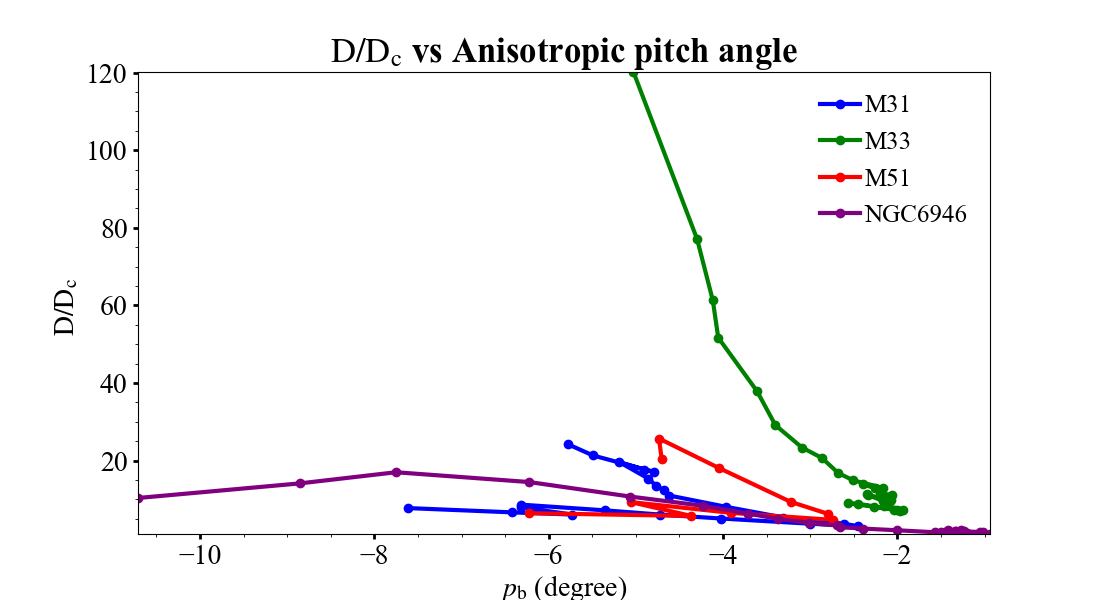 D/Dc vs Anisotropic pitch angle
120
100
80
60
40
20
D/Dc
M31
M33
M51
NGC6946
−10 −8 −6 −4 −2
pb (degree)